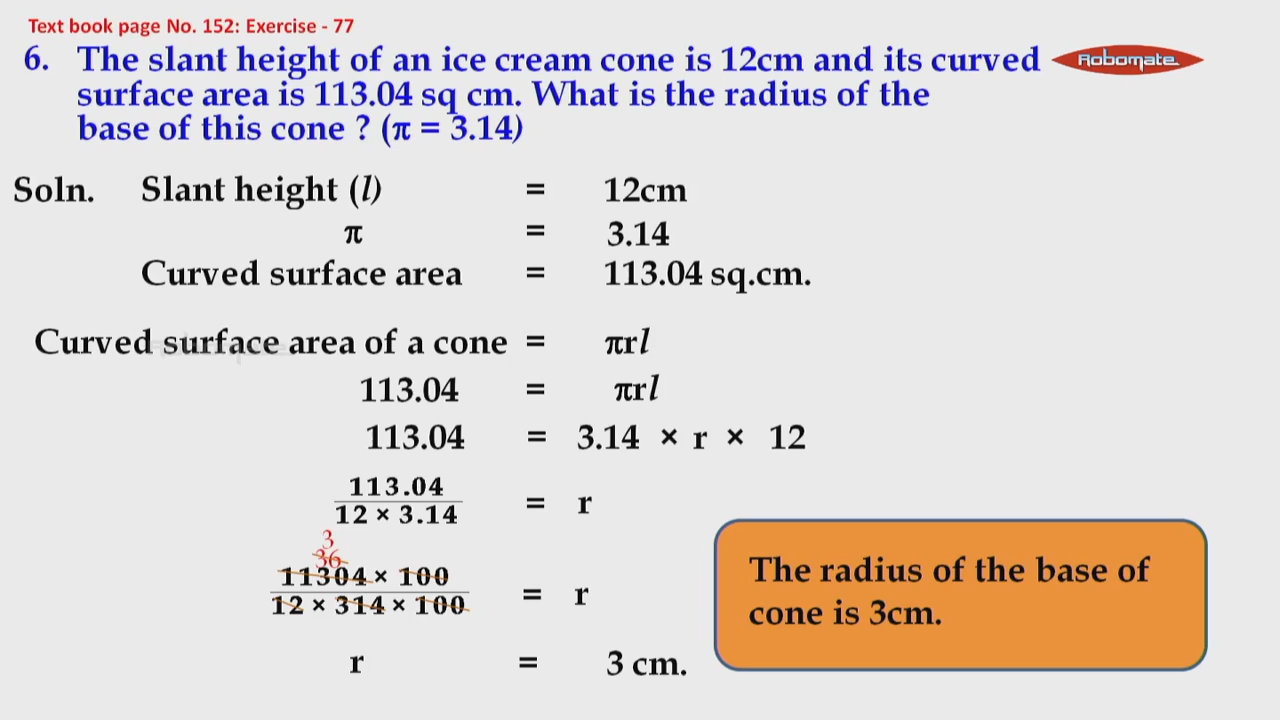 Text book page No. 152: Exercise - 77
6. The slant height of an ice cream cone is 12cm and its curved
Robomate
surface area is 113.04 sq cm. What is the radius of the
base of this cone ? (π = 3.14)
Soln. Slant height (l) = 12cm
π = 3.14
Curved surface area = 113.04 sq.cm.
Curved surface area of a cone = πrl
113.04 = πrl
113.04 = 3.14 × r × 12
113.04
12 × 3.14
= r
3
36
11304 × 100
12 × 314 × 100
= r
The radius of the base of
cone is 3cm.
r = 3 cm.